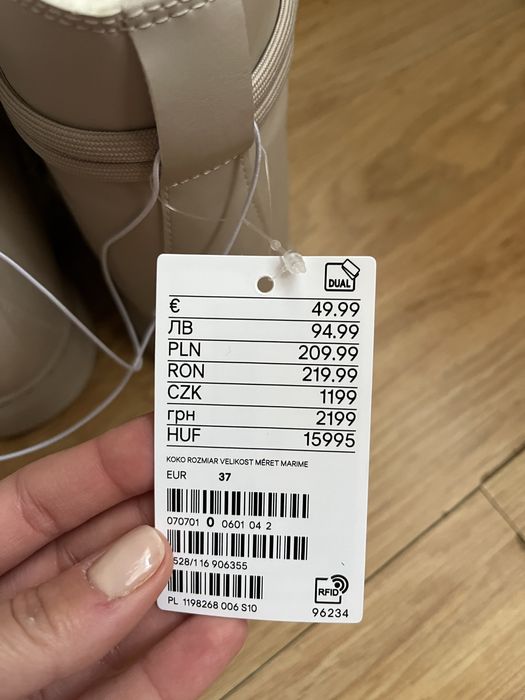 DUAL
€ 49.99
ЛВ 94.99
PLN 209.99
RON 219.99
CZK 1199
грн 2199
HUF 15995
KOKO ROZMIAR VELIKOST MÉRET MARIME
EUR 37
070701 0 0601 04 2
528/116 906355
RFID
PL 1198268 006 S10
96234